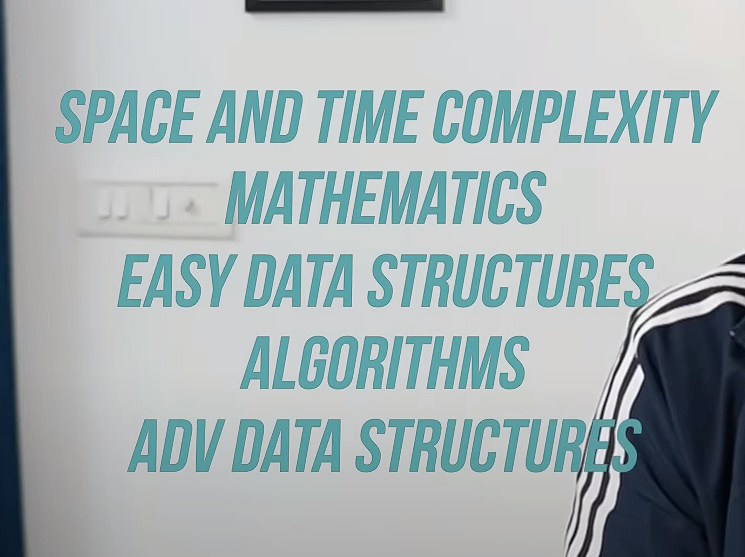 SPACE AND TIME COMPLEXITY
MATHEMATICS
EASY DATA STRUCTURES
ALGORITHMS
ADV DATA STRUCTURES